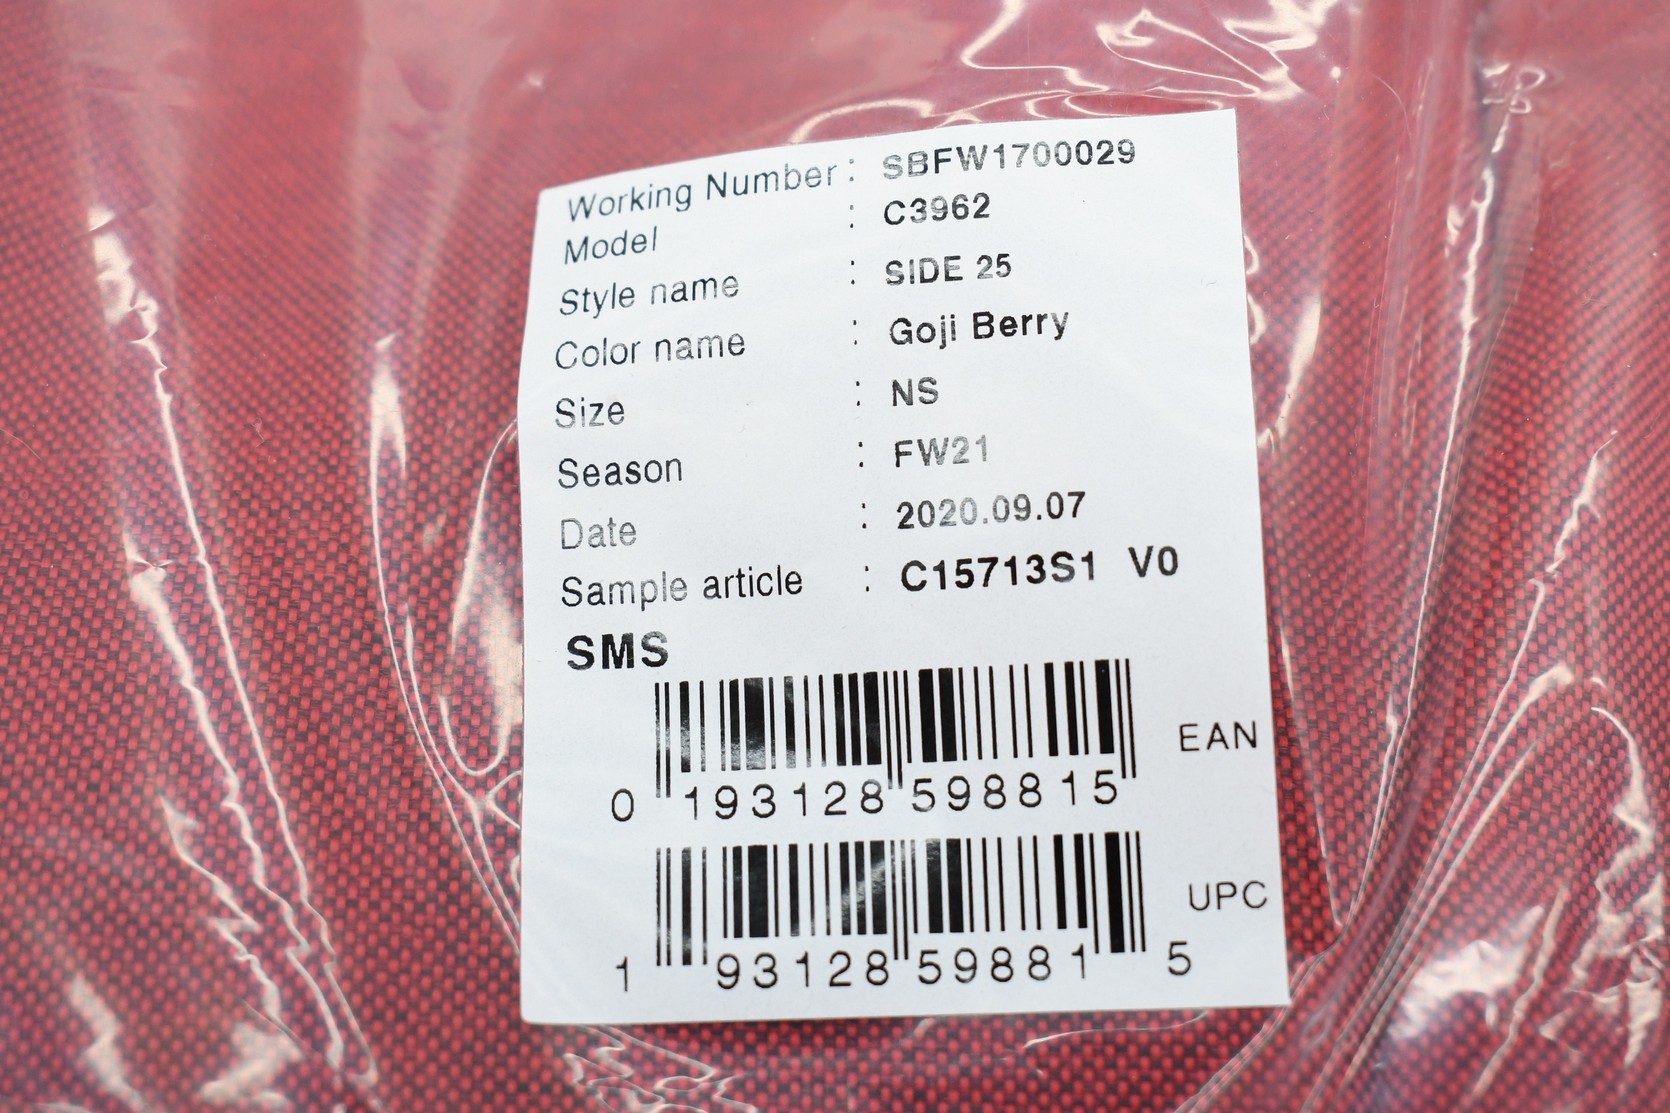 Working Number : SBFW1700029
Model : C3962
Style name : SIDE 25
Color name : Goji Berry
Size : NS
Season : FW21
Date : 2020.09.07
Sample article : C15713S1 V0
SMS
EAN
0 193128 598815
UPC
1 93128 59881 5